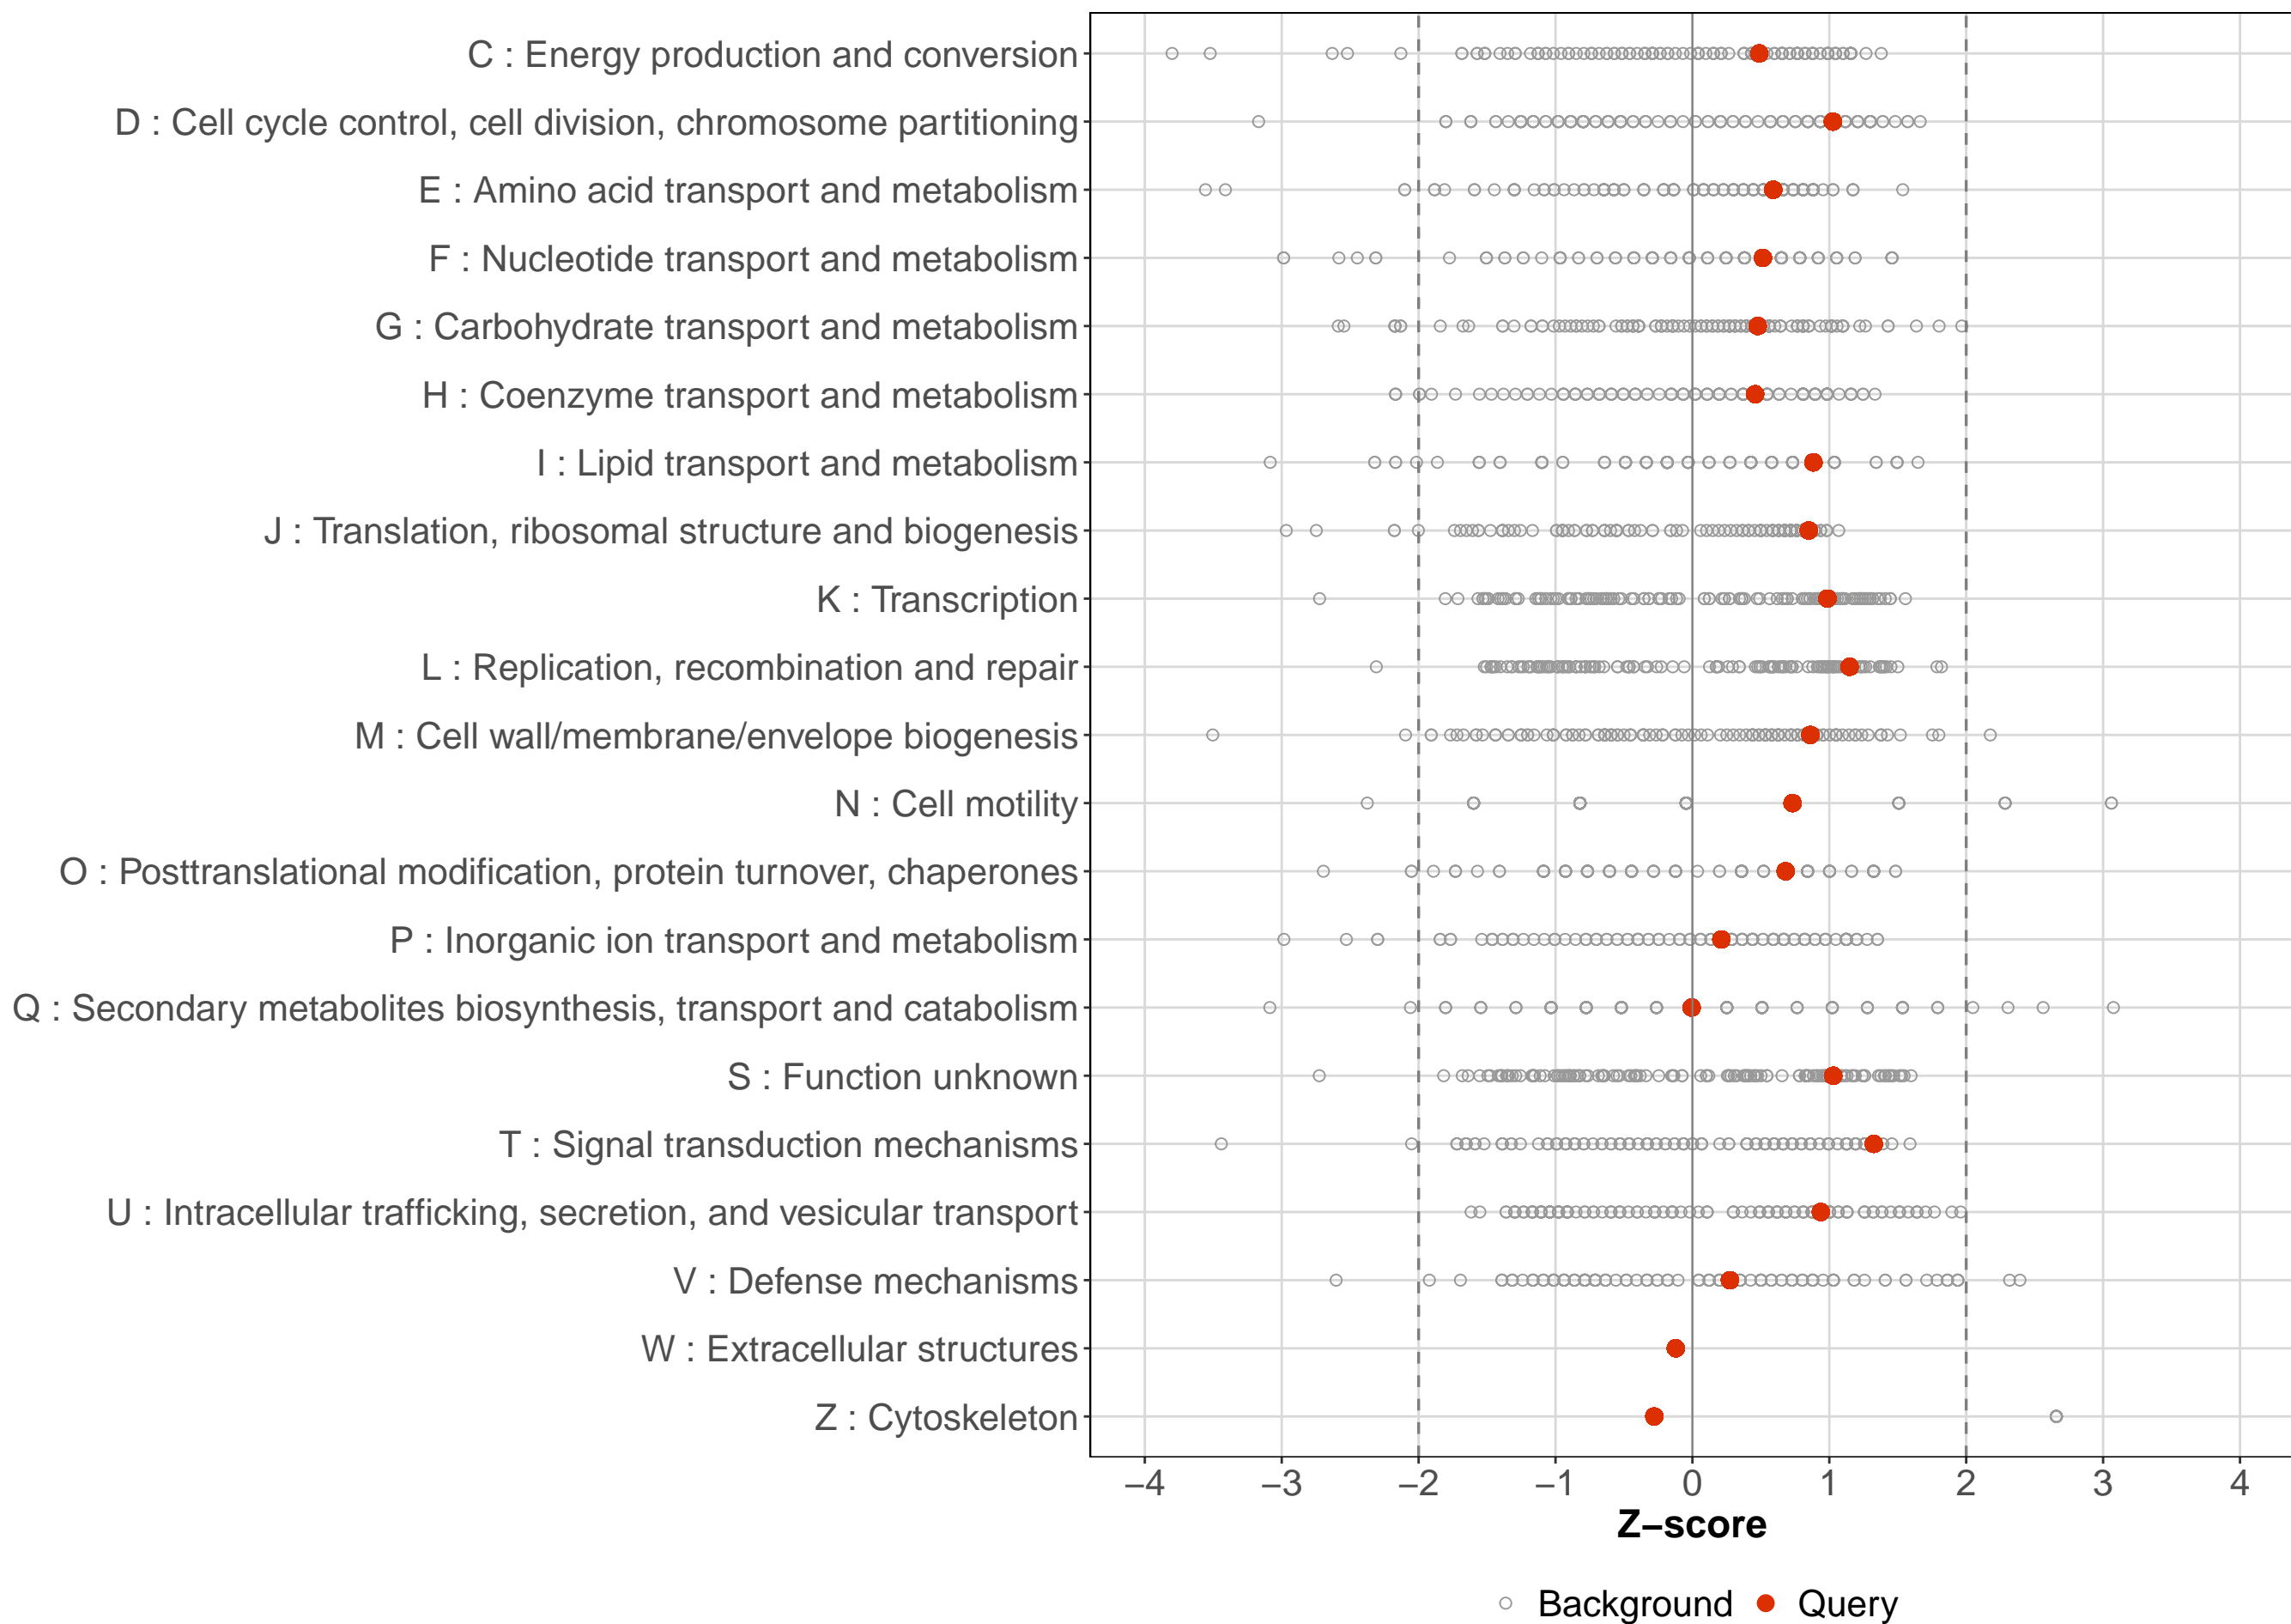 C : Energy production and conversion
D : Cell cycle control, cell division, chromosome partitioning
E : Amino acid transport and metabolism
F : Nucleotide transport and metabolism
G : Carbohydrate transport and metabolism
H : Coenzyme transport and metabolism
I : Lipid transport and metabolism
J : Translation, ribosomal structure and biogenesis
K : Transcription
L : Replication, recombination and repair
M : Cell wall/membrane/envelope biogenesis
N : Cell motility
O : Posttranslational modification, protein turnover, chaperones
P : Inorganic ion transport and metabolism
Q : Secondary metabolites biosynthesis, transport and catabolism
S : Function unknown
T : Signal transduction mechanisms
U : Intracellular trafficking, secretion, and vesicular transport
V : Defense mechanisms
W : Extracellular structures
Z : Cytoskeleton
−4 −3 −2 −1 0 1 2 3 4
Z−score
Background Query